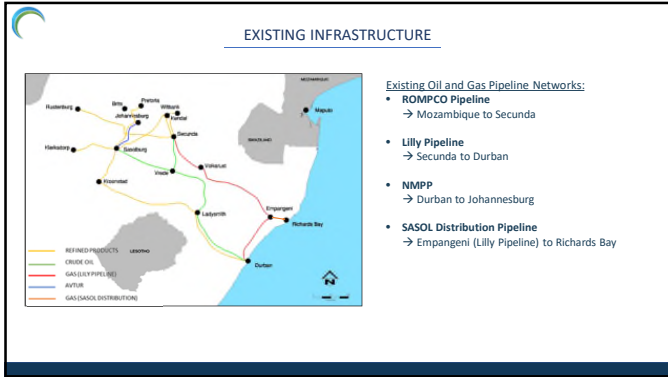 EXISTING INFRASTRUCTURE
MOZAMBIQUE
Rustenburg
Brits
Pretoria
Witbank
Johannesburg
Kendal
Maputo
Secunda
SWAZILAND
Klerksdorp
Sasolburg
Volksrust
Vrede
Kroonstad
Empangeni
Ladysmith
Richards Bay
LESOTHO
Durban
REFINED PRODUCTS
CRUDE OIL
GAS (LILY PIPELINE)
AVTUR
GAS (SASOL DISTRIBUTION)
N
Existing Oil and Gas Pipeline Networks:
• ROMPCO Pipeline
→ Mozambique to Secunda
• Lilly Pipeline
→ Secunda to Durban
• NMPP
→ Durban to Johannesburg
• SASOL Distribution Pipeline
→ Empangeni (Lilly Pipeline) to Richards Bay